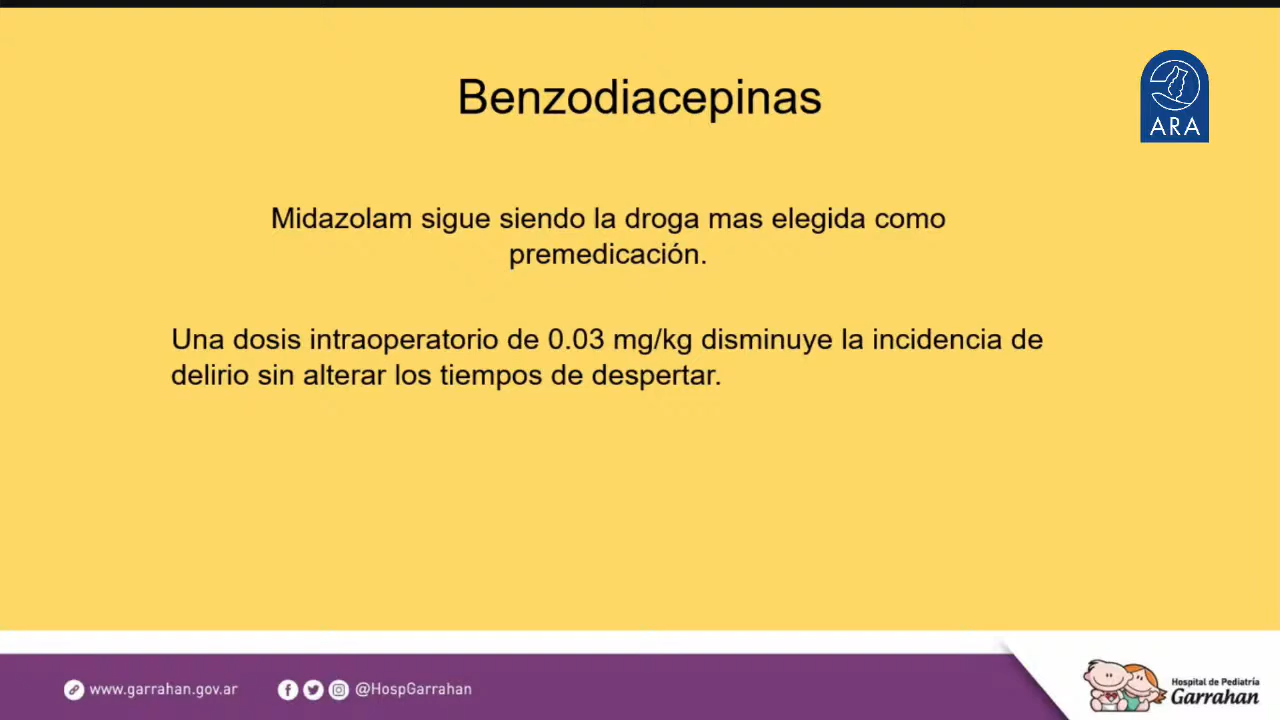 Benzodiacepinas
ARA
Midazolam sigue siendo la droga mas elegida como
premedicación.
Una dosis intraoperatorio de 0.03 mg/kg disminuye la incidencia de
delirio sin alterar los tiempos de despertar.
www.garrahan.gov.ar
@HospGarrahan
Hospital de Pediatría
Garrahan